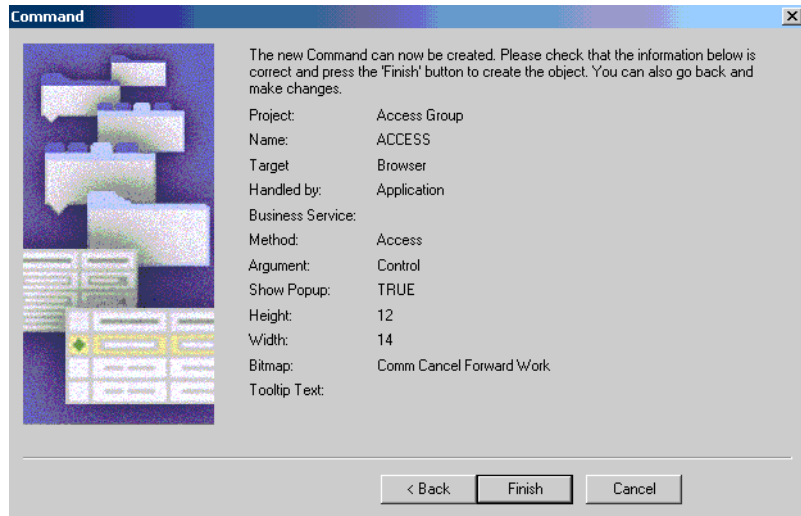 Command
The new Command can now be created. Please check that the information below is
correct and press the 'Finish' button to create the object. You can also go back and
make changes.
Project: Access Group
Name: ACCESS
Target Browser
Handled by: Application
Business Service:
Method: Access
Argument: Control
Show Popup: TRUE
Height: 12
Width: 14
Bitmap: Comm Cancel Forward Work
Tooltip Text:
< Back Finish Cancel